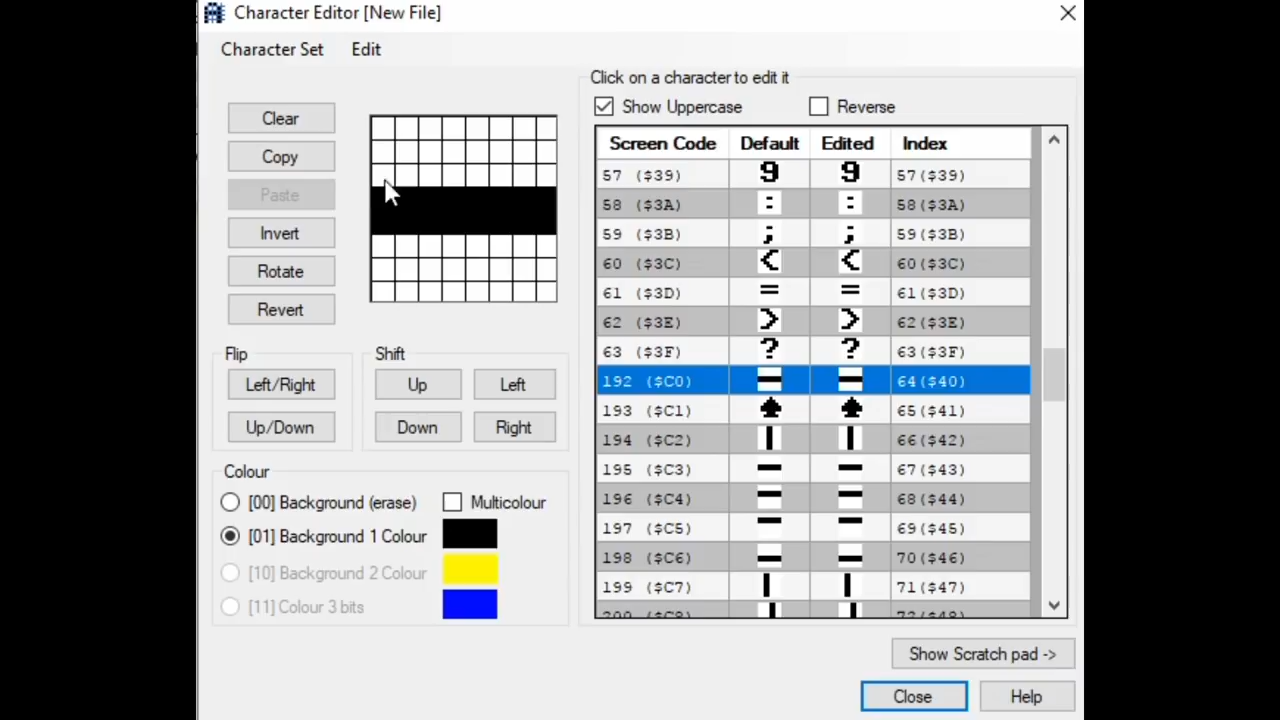 Character Editor [New File]
Character Set Edit
Click on a character to edit it
Show Uppercase Reverse
Clear
Copy
Paste
Invert
Rotate
Revert
Flip
Left/Right
Up/Down
Shift
Up Left
Down Right
Colour
[00] Background (erase) Multicolour
[01] Background 1 Colour
[10] Background 2 Colour
[11] Colour 3 bits
Screen Code Default Edited Index
57 ($39) 9 9 57($39)
58 ($3A) : : 58($3A)
59 ($3B) ; ; 59($3B)
60 ($3C) < < 60($3C)
61 ($3D) = = 61($3D)
62 ($3E) > > 62($3E)
63 ($3F) ? ? 63($3F)
192 ($C0) 64($40)
193 ($C1) 65($41)
194 ($C2) 66($42)
195 ($C3) 67($43)
196 ($C4) 68($44)
197 ($C5) 69($45)
198 ($C6) 70($46)
199 ($C7) 71($47)
200 ($C8) 72($48)
Show Scratch pad ->
Close Help